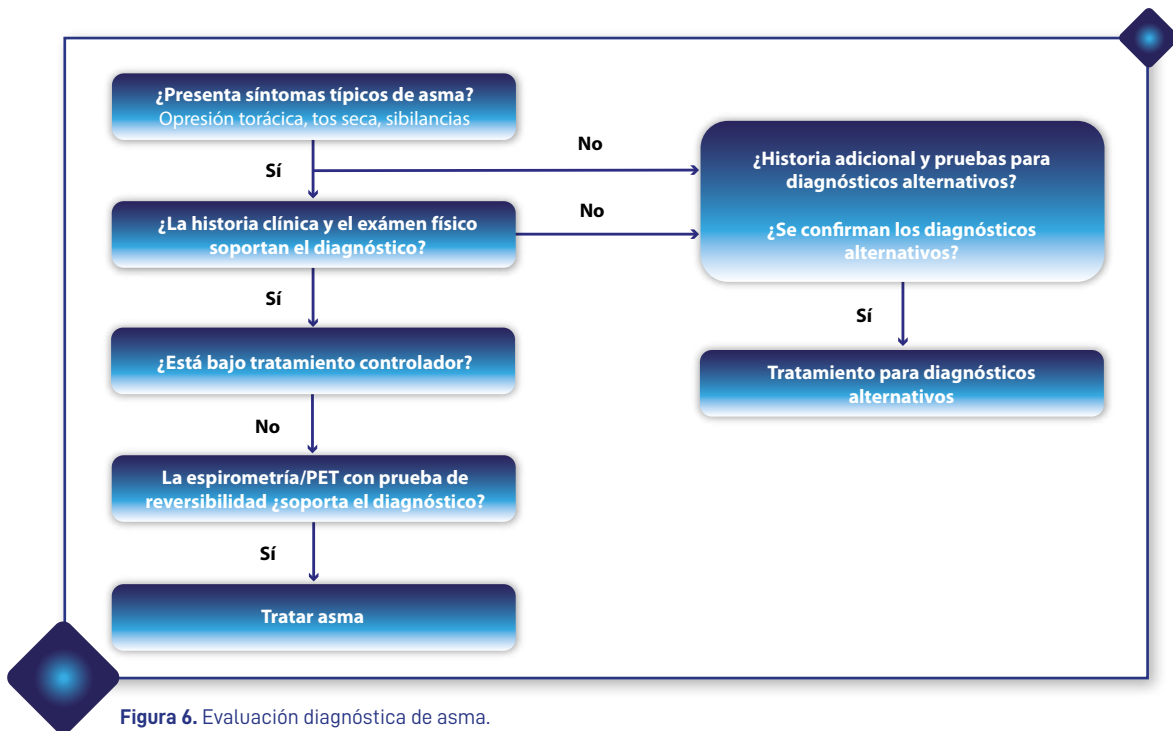 ¿Presenta síntomas típicos de asma?
Opresión torácica, tos seca, sibilancias
No
Sí
¿Historia adicional y pruebas para
diagnósticos alternativos?
¿Se confirman los diagnósticos
alternativos?
¿La historia clínica y el exámen físico
soportan el diagnóstico?
No
Sí
Sí
¿Está bajo tratamiento controlador?
Tratamiento para diagnósticos
alternativos
No
La espirometría/PET con prueba de
reversibilidad ¿soporta el diagnóstico?
Sí
Tratar asma
Figura 6. Evaluación diagnóstica de asma.